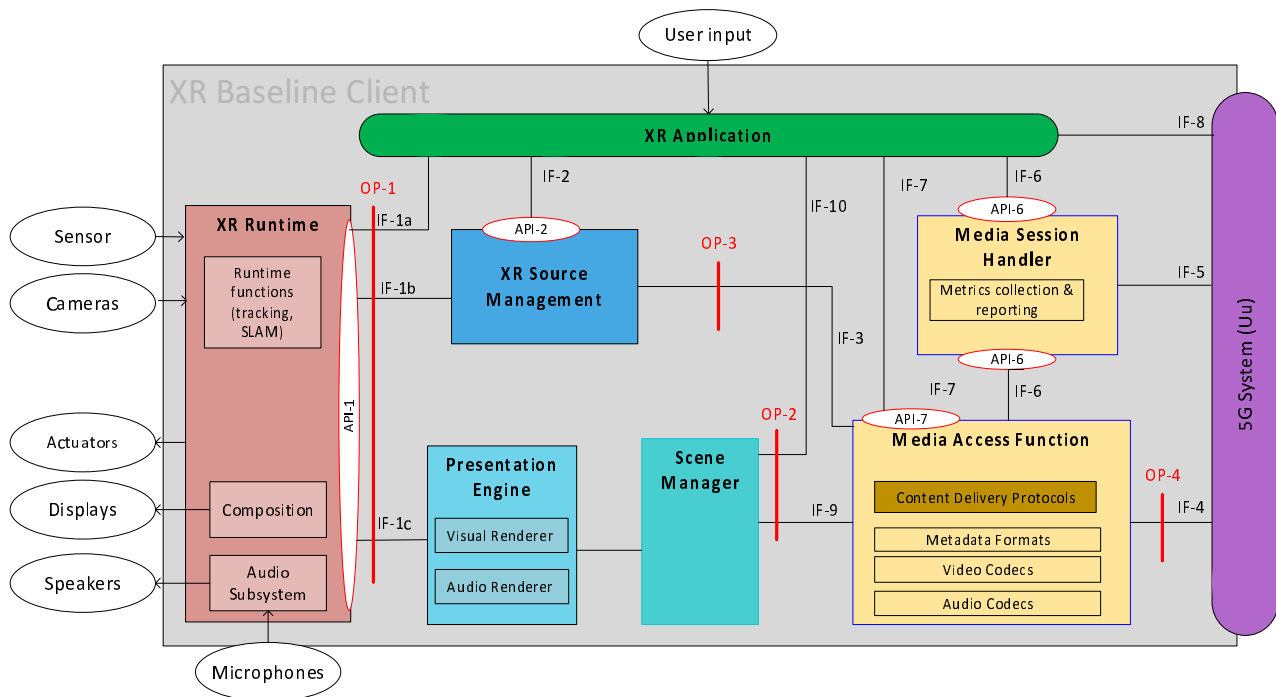 User input
XR Baseline Client
XR Application
IF-8
IF-2
IF-7
IF-6
OP-1
IF-10
API-6
IF-1a
XR Runtime
API-2
Media Session
Handler
Sensor
OP-3
XR Source
Management
Runtime
functions
(tracking,
SLAM)
IF-5
Metrics collection &
reporting
Cameras
IF-1b
IF-3
API-6
5G System (Uu)
IF-7
IF-6
API-1
OP-2
API-7
Actuators
Media Access Function
Presentation
Engine
Scene
Manager
OP-4
Content Delivery Protocols
Displays
Composition
IF-1c
IF-9
IF-4
Visual Renderer
Metadata Formats
Video Codecs
Speakers
Audio
Subsystem
Audio Renderer
Audio Codecs
Microphones